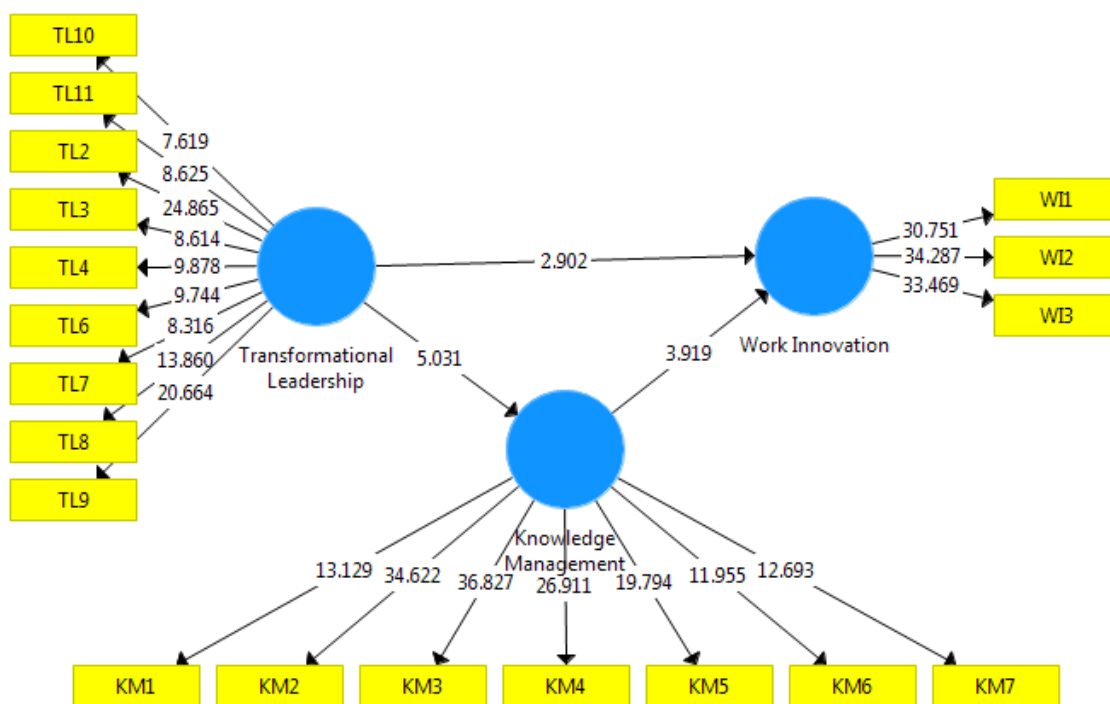 TL10
TL11
TL2
TL3
TL4
TL6
TL7
TL8
TL9
7.619
8.625
24.865
8.614
9.878
9.744
8.316
13.860
20.664
Transformational
Leadership
2.902
5.031
3.919
Work Innovation
30.751
34.287
33.469
WI1
WI2
WI3
Knowledge
Management
13.129
34.622
36.827
26.911
19.794
11.955
12.693
KM1
KM2
KM3
KM4
KM5
KM6
KM7